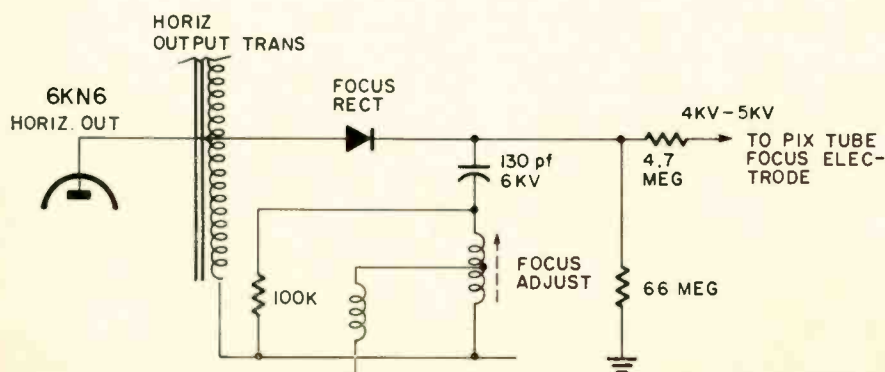 HORIZ
OUTPUT TRANS
6KN6
HORIZ. OUT
FOCUS
RECT
4KV-5KV
TO PIX TUBE
FOCUS ELEC-
TRODE
130 pf
6KV
4.7
MEG
FOCUS
ADJUST
100K
66 MEG